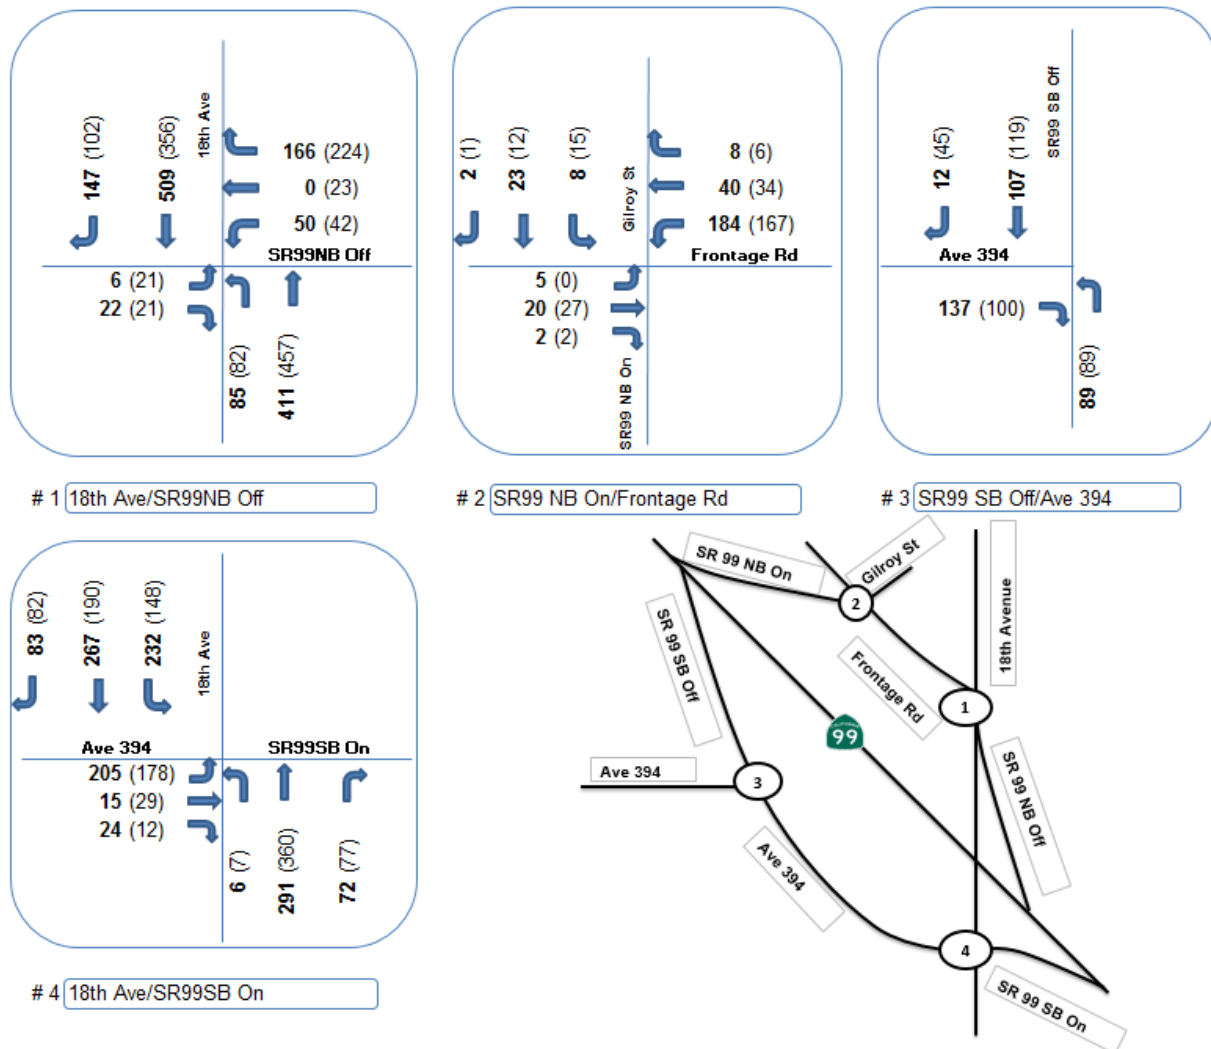 147 (102)
509 (356)
18th Ave
166 (224)
0 (23)
50 (42)
SR99NB Off
6 (21)
22 (21)
85 (82)
411 (457)
# 1 18th Ave/SR99NB Off
2 (1)
23 (12)
8 (15)
Gilroy St
8 (6)
40 (34)
184 (167)
Frontage Rd
5 (0)
20 (27)
2 (2)
SR99 NB On
# 2 SR99 NB On/Frontage Rd
12 (45)
107 (119)
SR99 SB Off
Ave 394
137 (100)
89 (89)
# 3 SR99 SB Off/Ave 394
83 (82)
267 (190)
232 (148)
18th Ave
Ave 394
SR99SB On
205 (178)
15 (29)
24 (12)
6 (7)
291 (360)
72 (77)
# 4 18th Ave/SR99SB On
SR 99 NB On
Gilroy St
2
18th Avenue
SR 99 SB Off
Frontage Rd
1
CALIFORNIA
99
Ave 394
3
SR 99 NB Off
Ave 394
4
SR 99 SB On